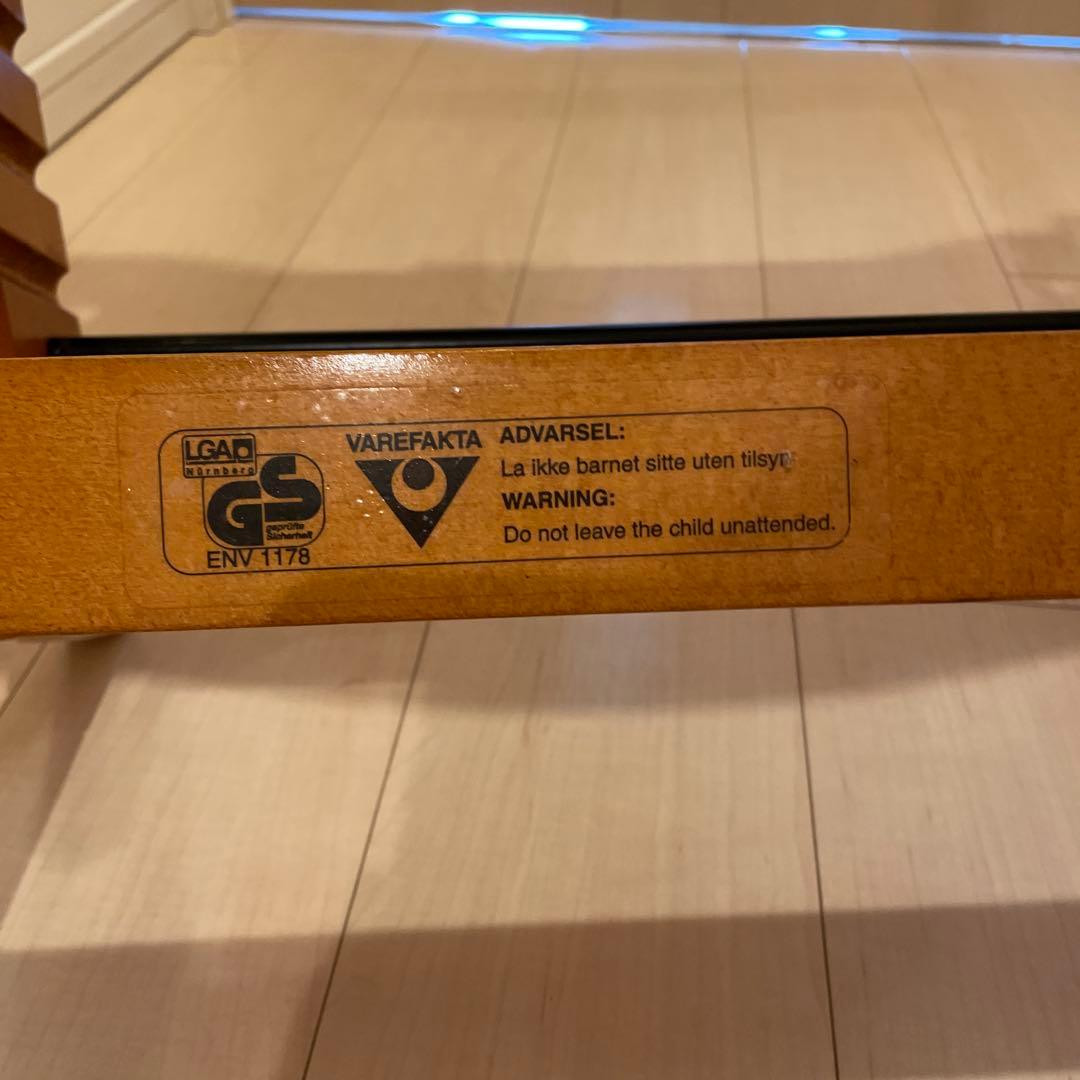 LGA
Nürnberg
GS
geprüfte
Sicherheit
ENV 1178
VAREFAKTA
ADVARSEL:
La ikke barnet sitte uten tilsyn
WARNING:
Do not leave the child unattended.